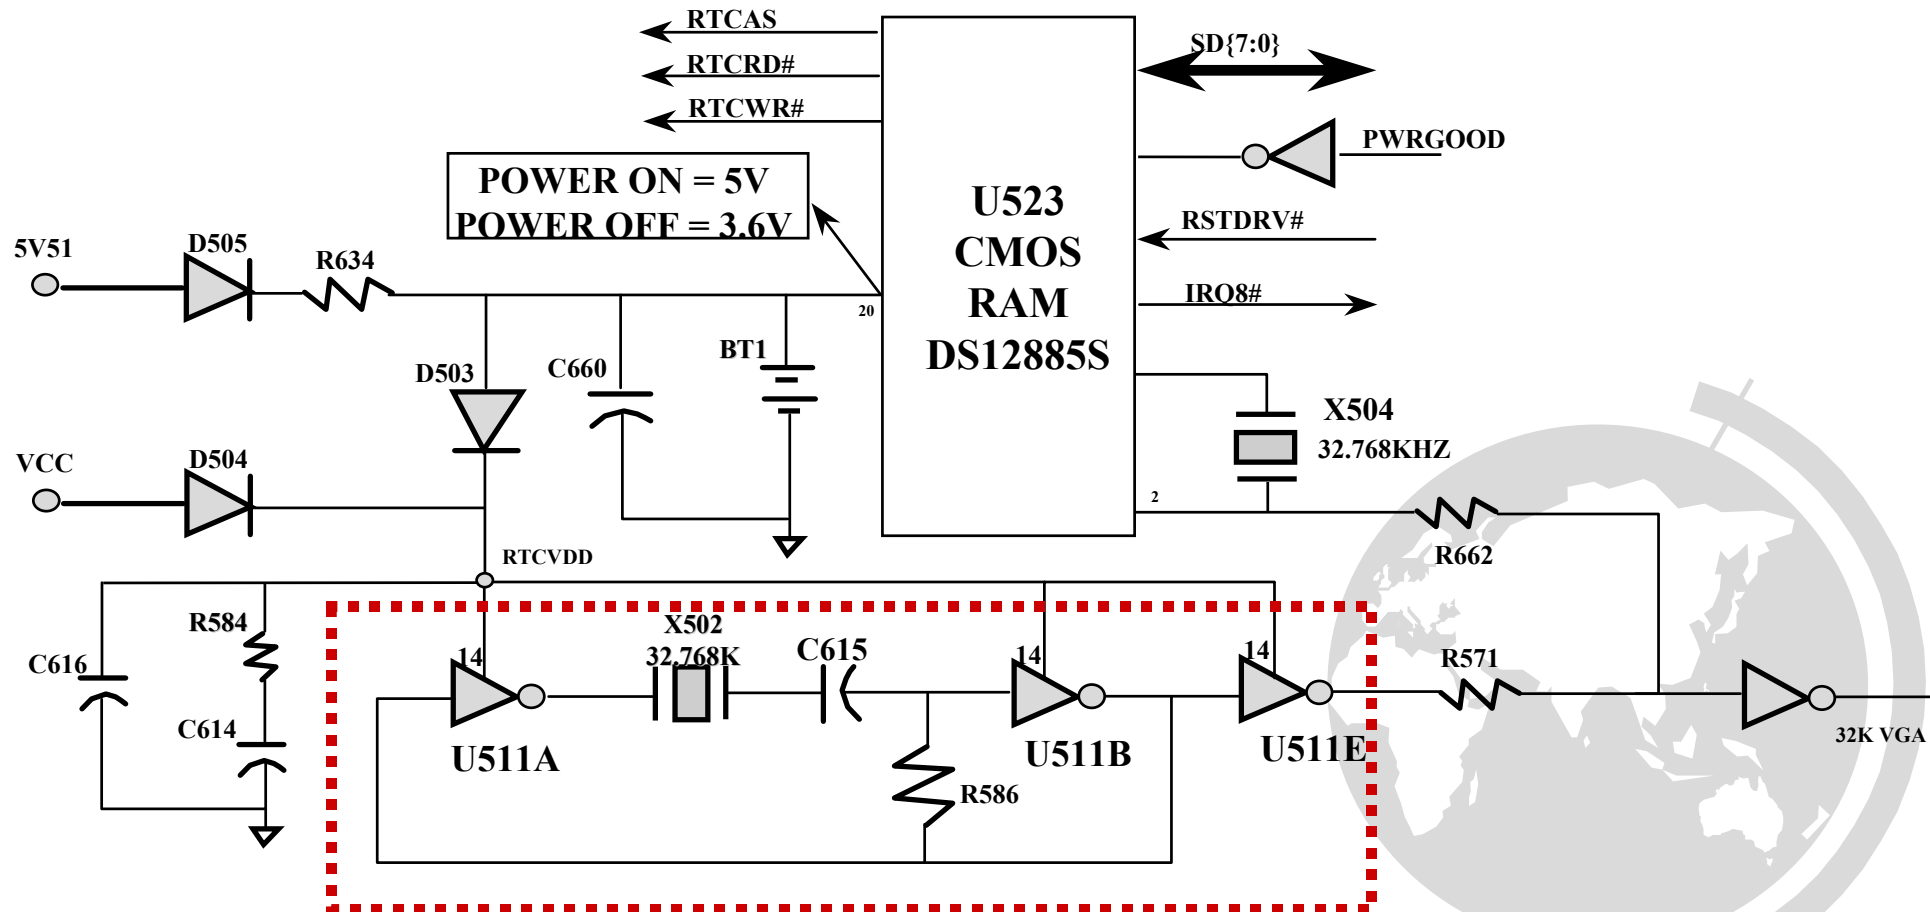 RTCAS
RTCRD#
RTCWR#
SD{7:0}
PWRGOOD
POWER ON = 5V
POWER OFF = 3.6V
U523
CMOS
RAM
DS12885S
RSTDRV#
IRQ8#
5V51
D505
R634
20
D503
C660
BT1
X504
32.768KHZ
VCC
D504
2
R662
RTCVDD
R584
C616
C614
X502
32.768K
C615
14
14
14
R571
U511A
U511B
U511E
R586
32K VGA